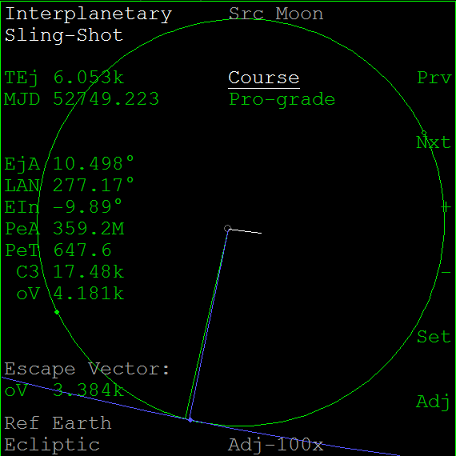 Interplanetary Src Moon
Sling-Shot
TEj 6.053k Course Prv
MJD 52749.223 Pro-grade
Nxt
EjA 10.498°
LAN 277.17° +
EIn -9.89°
PeA 359.2M
PeT 647.6 -
C3 17.48k
oV 4.181k
Set
Escape Vector:
oV 3.384k Adj
Ref Earth
Ecliptic Adj-100x